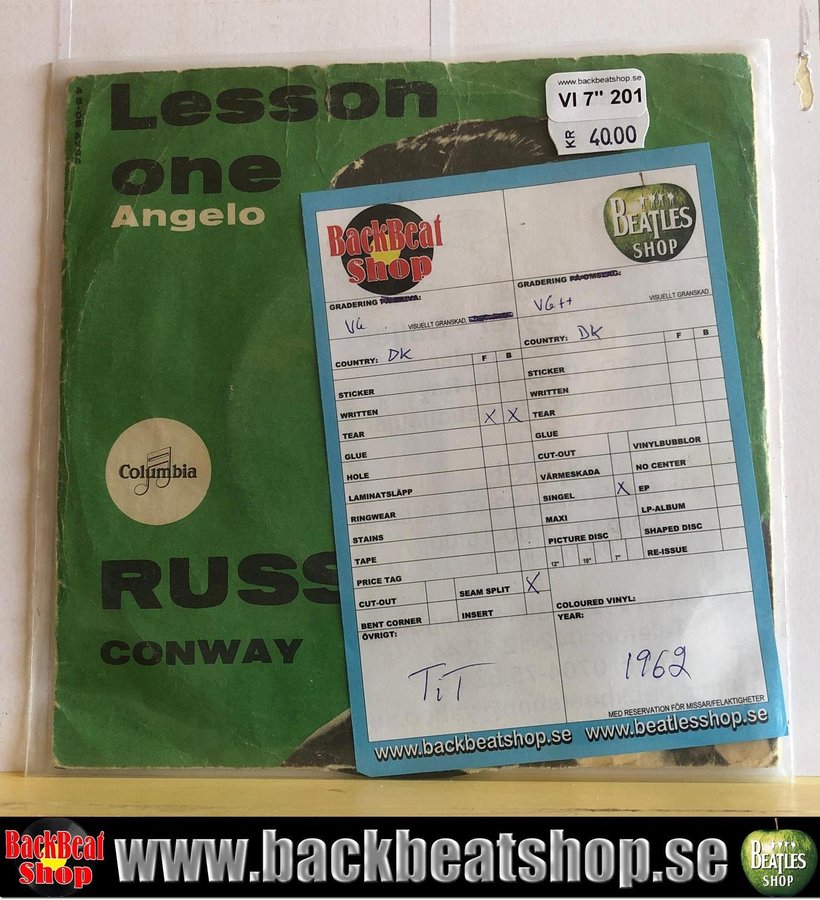 Lesson
one
Angelo
Columbia
RUSS
CONWAY
www.backbeatshop.se
VI 7" 201
KR 40.00
BackBeat
Shop
BEATLES
SHOP
GRADERING
VG
VISUELLT GRANSKAD,
COUNTRY: DK
F B
STICKER
WRITTEN
TEAR X X
GLUE
HOLE
LAMINATSLÄPP
RINGWEAR
STAINS
TAPE
PRICE TAG
CUT-OUT
SEAM SPLIT X
BENT CORNER
INSERT
ÖVRIGT:
TiT
GRADERING
VG++
VISUELLT GRANSKAD
COUNTRY: DK
F B
STICKER
WRITTEN
TEAR
GLUE
CUT-OUT
VINYLBUBBLOR
VÄRMESKADA
NO CENTER
SINGEL X
EP
MAXI
LP-ALBUM
PICTURE DISC
SHAPED DISC
12" 10" 7"
RE-ISSUE
COLOURED VINYL:
YEAR:
1962
MED RESERVATION FÖR MISSAR/FELAKTIGHETER
www.backbeatshop.se www.beatlesshop.se
BackBeat
Shop
www.backbeatshop.se
BEATLES
SHOP